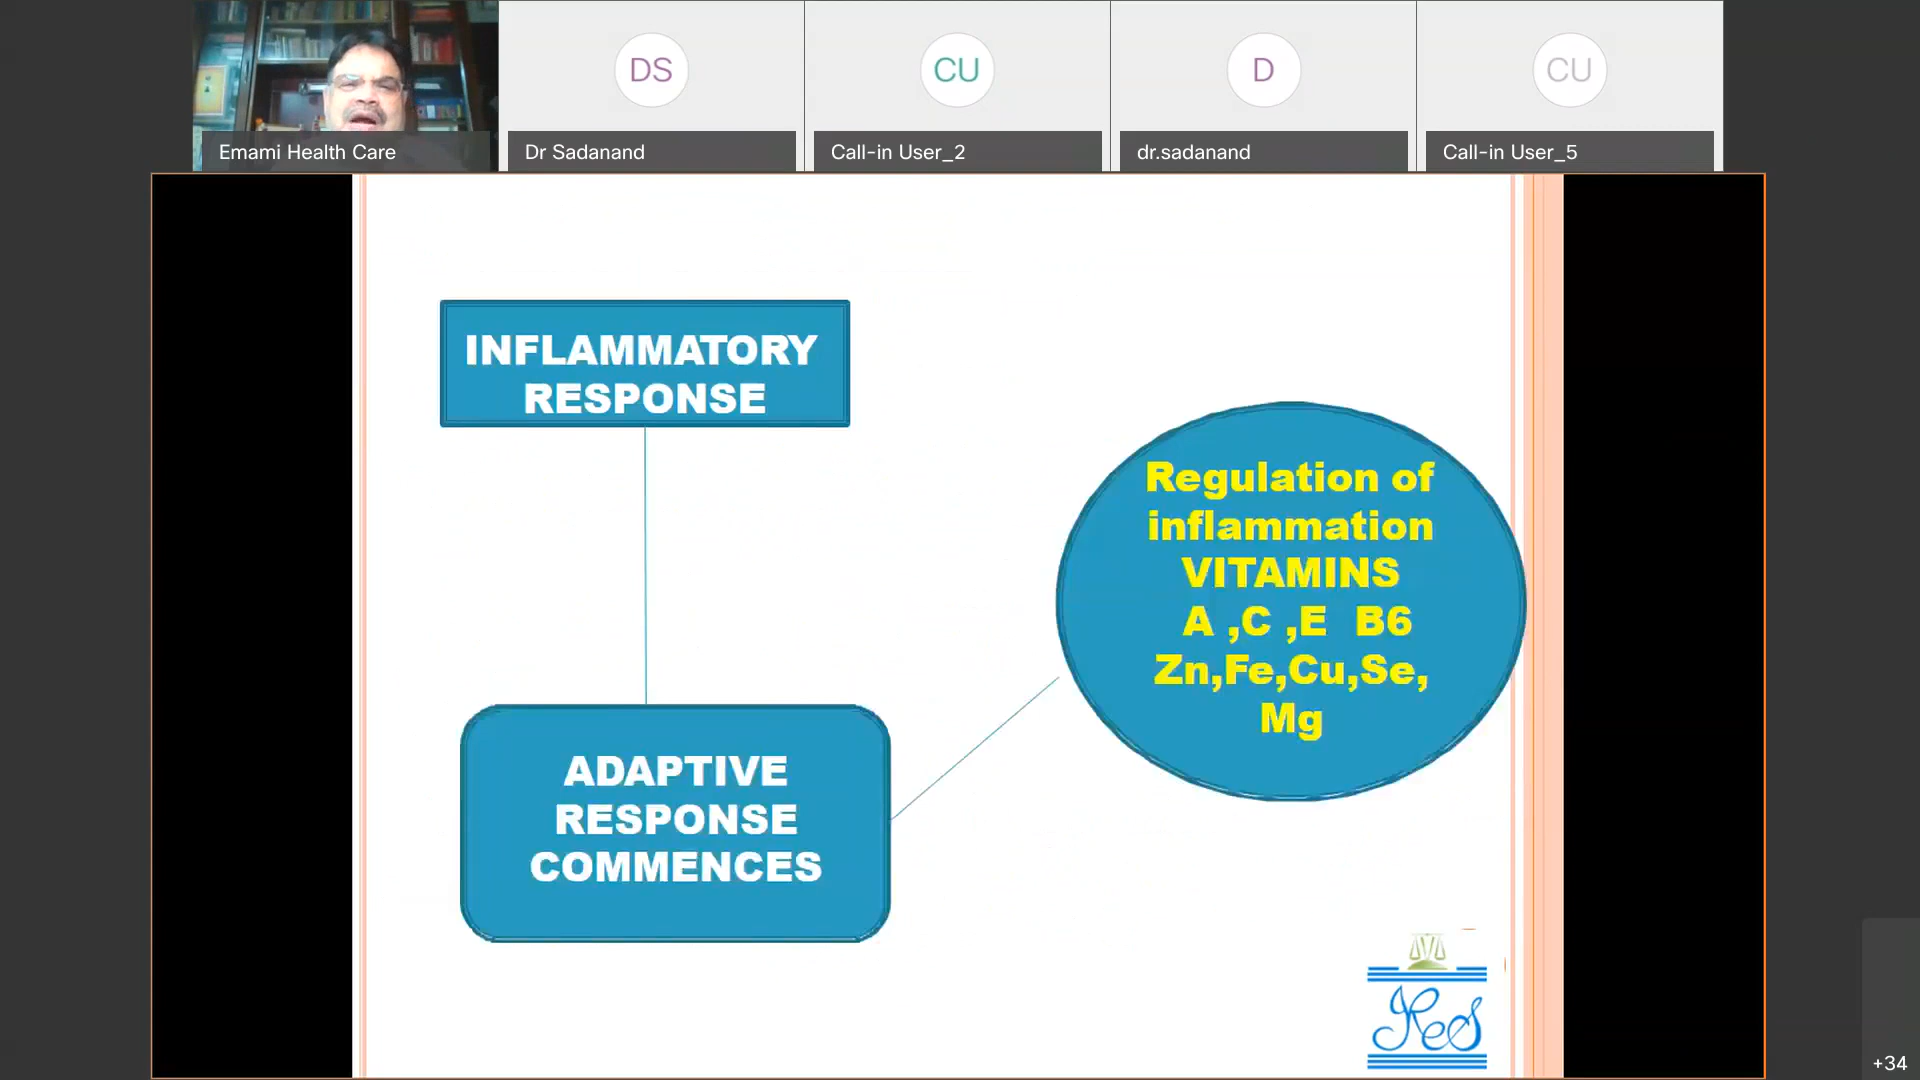 DS
CU
D
CU
Emami Health Care
Dr Sadanand
Call-in User_2
dr.sadanand
Call-in User_5
INFLAMMATORY
RESPONSE
Regulation of
inflammation
VITAMINS
A ,C ,E B6
Zn,Fe,Cu,Se,
Mg
ADAPTIVE
RESPONSE
COMMENCES
+34